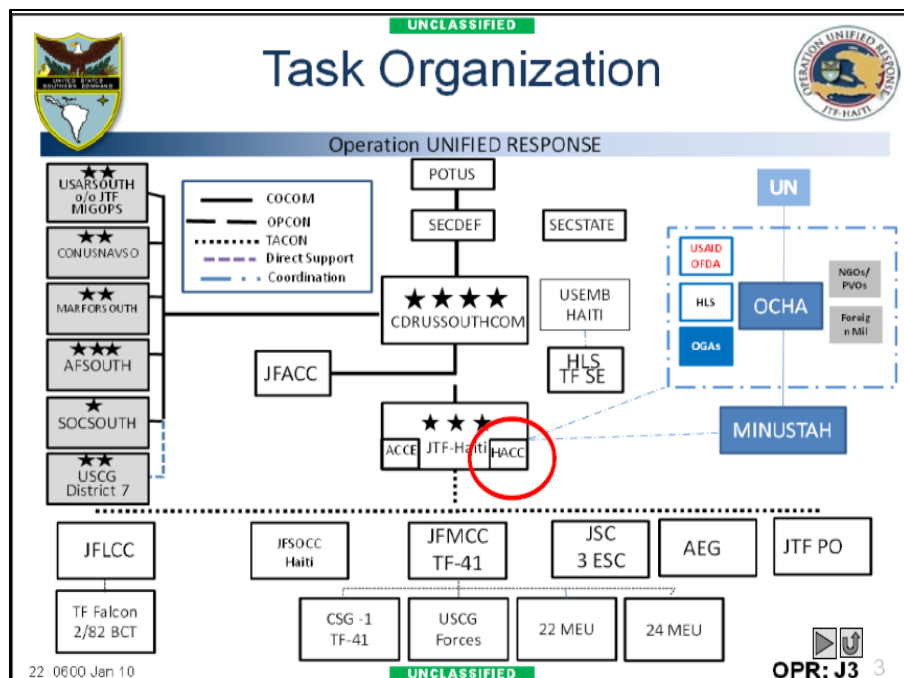 UNCLASSIFIED
Task Organization
UNITED STATES
SOUTHERN COMMAND
OPERATION UNIFIED RESPONSE
JTF-HAITI
Operation UNIFIED RESPONSE
USARSOUTH
o/o JTF
MIGOPS
CONUSNAVSO
MARFORSOUTH
AFSOUTH
SOCSOUTH
USCG
District 7
COCOM
OPCON
TACON
Direct Support
Coordination
POTUS
SECDEF
SECSTATE
CDRUSSOUTHCOM
USEMB
HAITI
HLS
TF SE
JFACC
ACCE
JTF-Haiti
HACC
UN
USAID
OFDA
HLS
OGAs
OCHA
NGOs/
PVOs
Foreig
n Mil
MINUSTAH
JFLCC
JFSOCC
Haiti
JFMCC
TF-41
JSC
3 ESC
AEG
JTF PO
TF Falcon
2/82 BCT
CSG -1
TF-41
USCG
Forces
22 MEU
24 MEU
22 0600 Jan 10
UNCLASSIFIED
OPR: J3 3